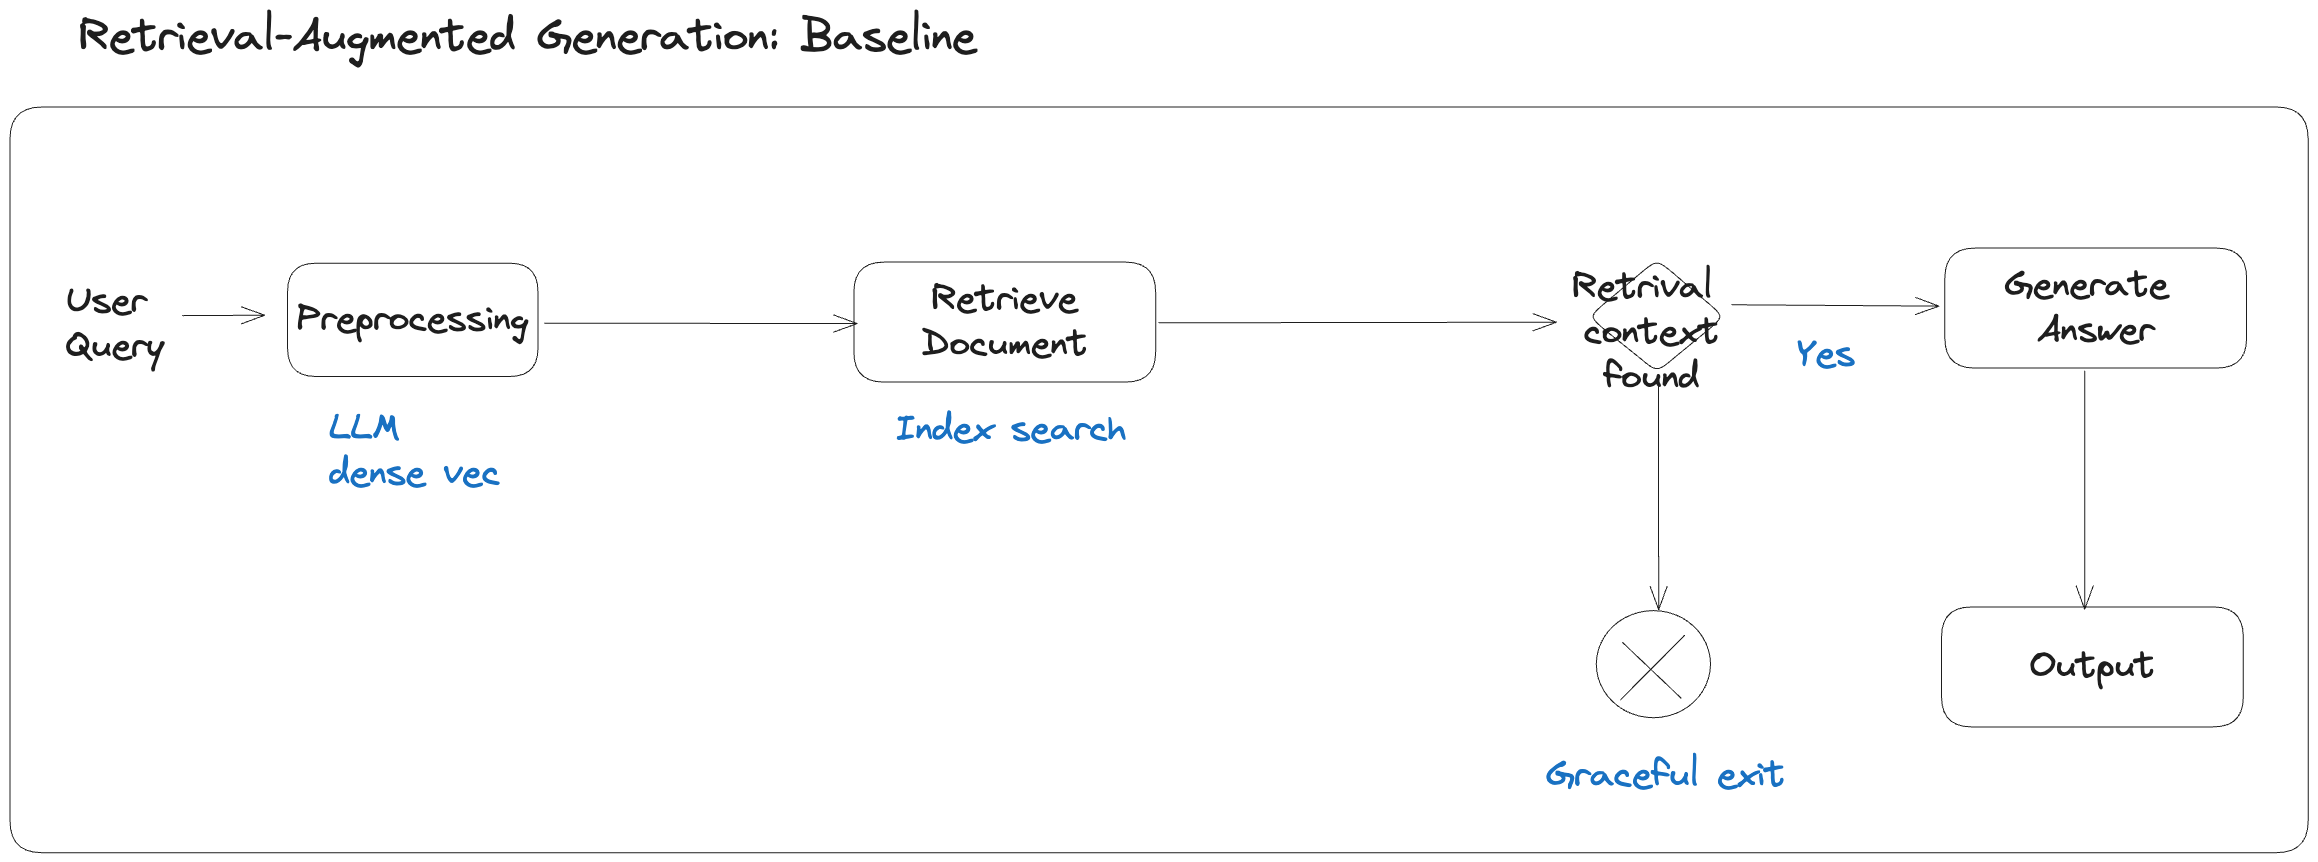 Retrieval-Augmented Generation: Baseline
User
Query
Preprocessing
LLM
dense vec
Retrieve
Document
Index search
Retrival
context
found
Yes
Generate
Answer
Output
Graceful exit